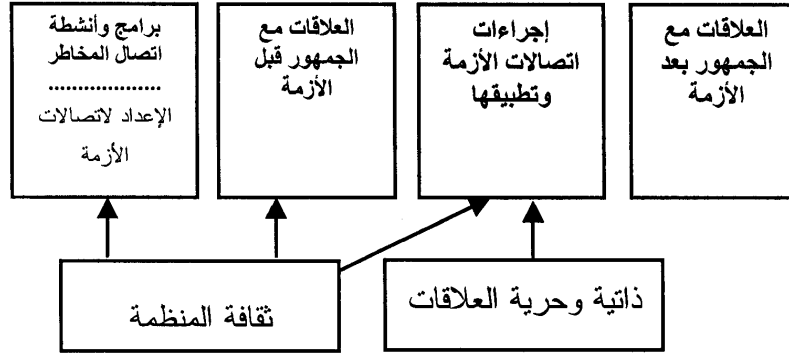 العلاقات مع
الجمهور بعد
الأزمة
إجراءات
اتصالات الأزمة
وتطبيقها
العلاقات مع
الجمهور قبل
الأزمة
برامج وأنشطة
اتصال المخاطر
....................
الإعداد لاتصالات
الأزمة
ذاتية وحرية العلاقات
ثقافة المنظمة